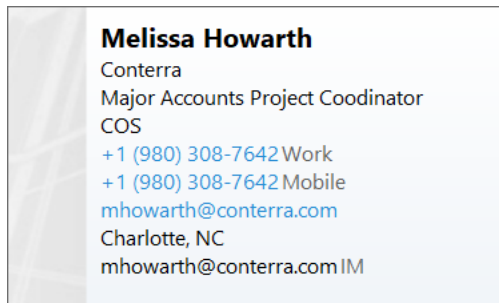 Melissa Howarth
Conterra
Major Accounts Project Coodinator
COS
+1 (980) 308-7642 Work
+1 (980) 308-7642 Mobile
mhowarth@conterra.com
Charlotte, NC
mhowarth@conterra.com IM